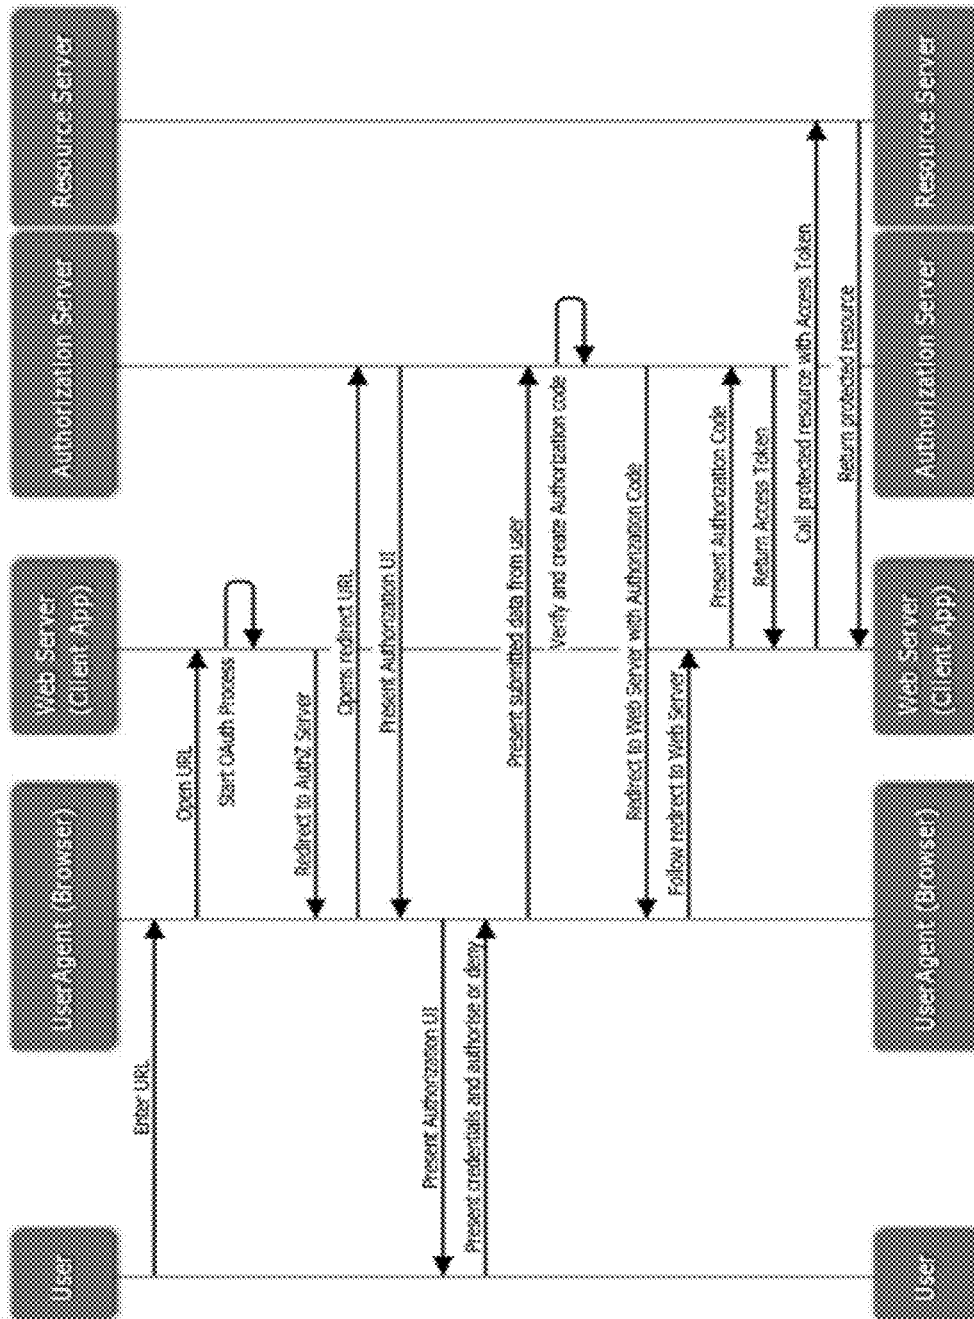 User
UserAgent (Browser)
Web Server
(Client App)
Authorization Server
Resource Server
Enter URL
Open URL
Start OAuth Process
Redirect to AuthZ Server
Opens redirect URL
Present Authorization UI
Present Authorization UI
Present credentials and authorise or deny
Present submitted data from user
Verify and create Authorization code
Redirect to Web Server with Authorization Code
Follow redirect to Web Server
Present Authorization Code
Return Access Token
Call protected resource with Access Token
Return protected resource
User
UserAgent (Browser)
Web Server
(Client App)
Authorization Server
Resource Server